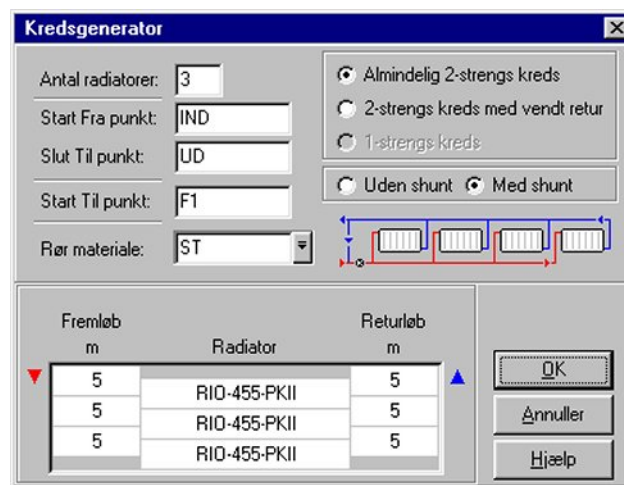 Kredsgenerator
Antal radiatorer: 3
Start Fra punkt: IND
Slut Til punkt: UD
Start Til punkt: F1
Rør materiale: ST
Almindelig 2-strengs kreds
2-strengs kreds med vendt retur
1-strengs kreds
Uden shunt Med shunt
Fremløb Returløb
m Radiator m
5 5
RIO-455-PKII
5 5
RIO-455-PKII
5 5
RIO-455-PKII
OK
Annuller
Hjælp